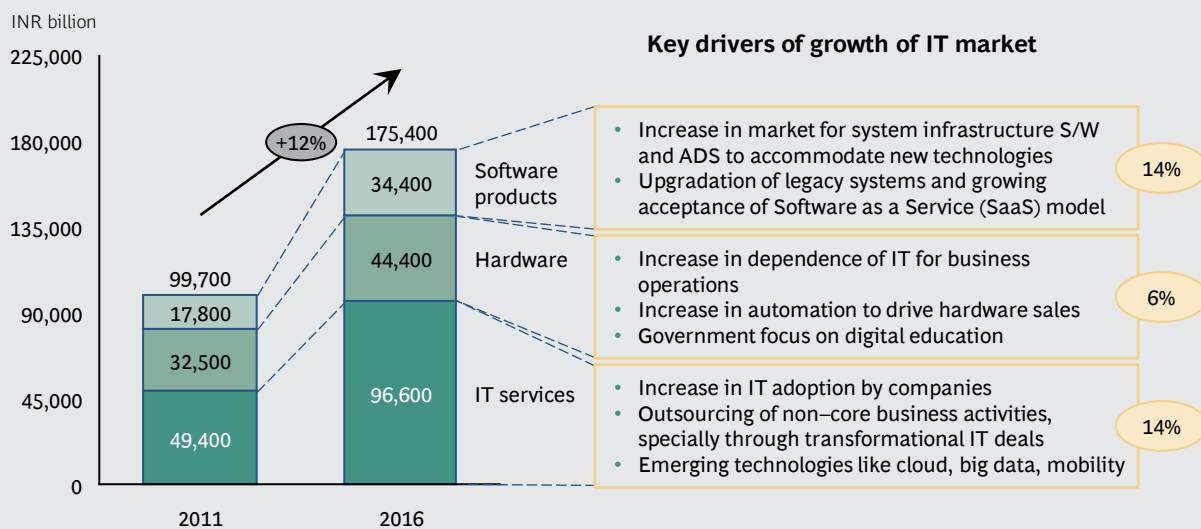 INR billion
225,000
180,000
135,000
90,000
45,000
0
+12%
99,700
17,800
32,500
49,400
2011
175,400
34,400
44,400
96,600
2016
Software
products
Hardware
IT services
Key drivers of growth of IT market
• Increase in market for system infrastructure S/W
and ADS to accommodate new technologies
• Upgradation of legacy systems and growing
acceptance of Software as a Service (SaaS) model
14%
• Increase in dependence of IT for business
operations
• Increase in automation to drive hardware sales
• Government focus on digital education
6%
• Increase in IT adoption by companies
• Outsourcing of non–core business activities,
specially through transformational IT deals
• Emerging technologies like cloud, big data, mobility
14%